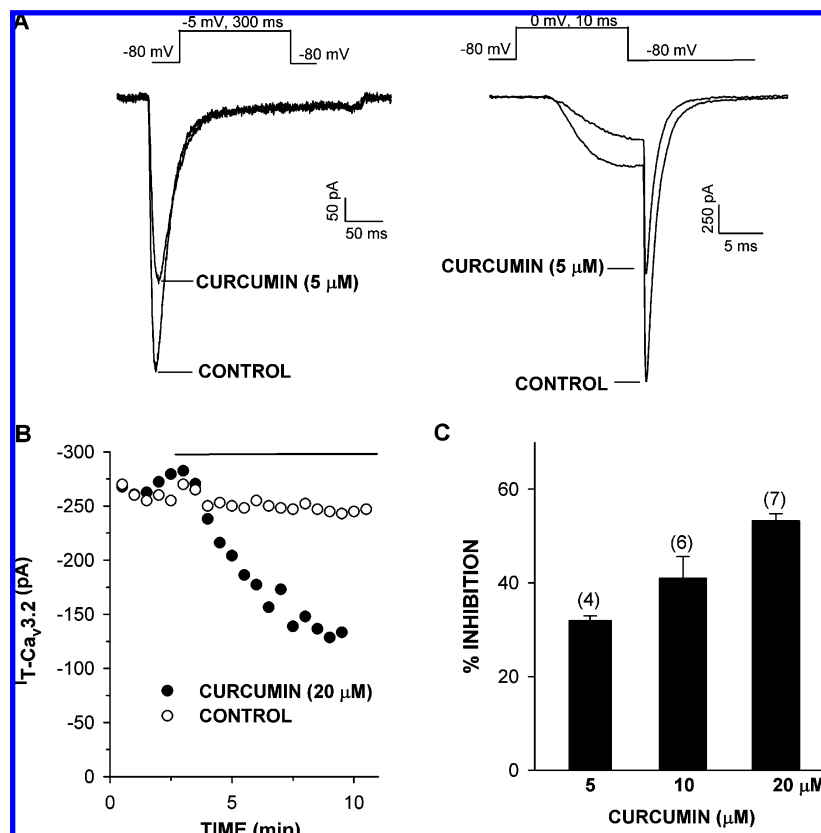 A
-5 mV, 300 ms
-80 mV
-80 mV
50 pA
50 ms
CURCUMIN (5 μM)
CONTROL
0 mV, 10 ms
-80 mV
-80 mV
250 pA
5 ms
CURCUMIN (5 μM)
CONTROL
B
-300
-250
-200
-150
-100
-50
0
IT-Cav3.2 (pA)
CURCUMIN (20 μM)
CONTROL
0 5 10
TIME (min)
C
60
40
20
0
% INHIBITION
(4)
(6)
(7)
5 10 20 μM
CURCUMIN (μM)